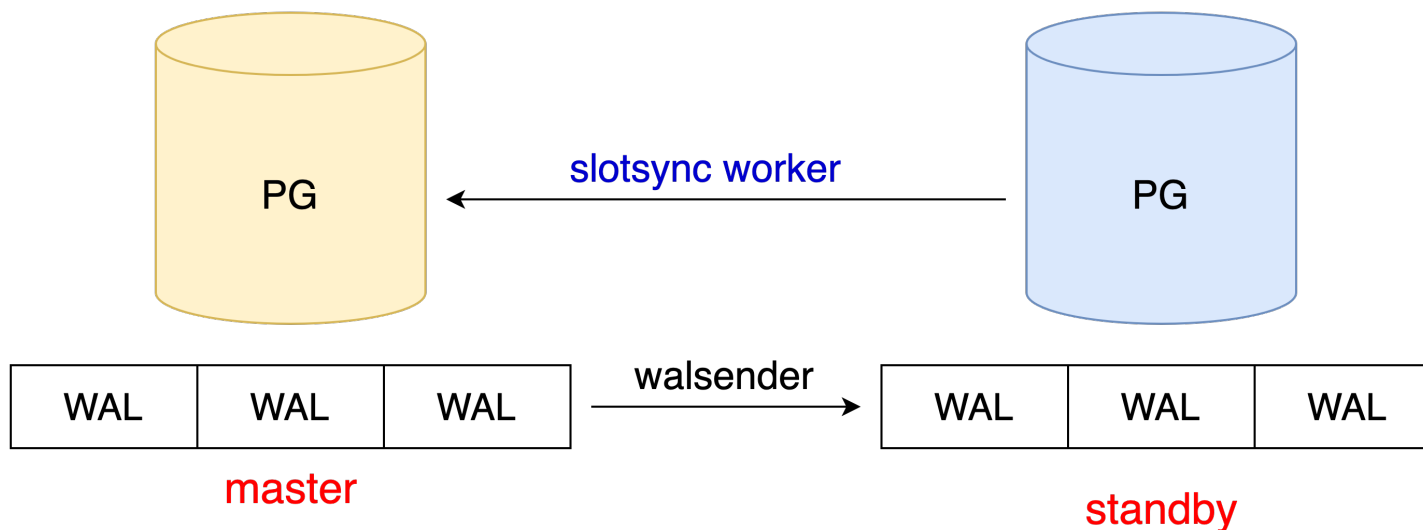 slotsync worker
PG
PG
walsender
WAL
WAL
WAL
WAL
WAL
WAL
master
standby